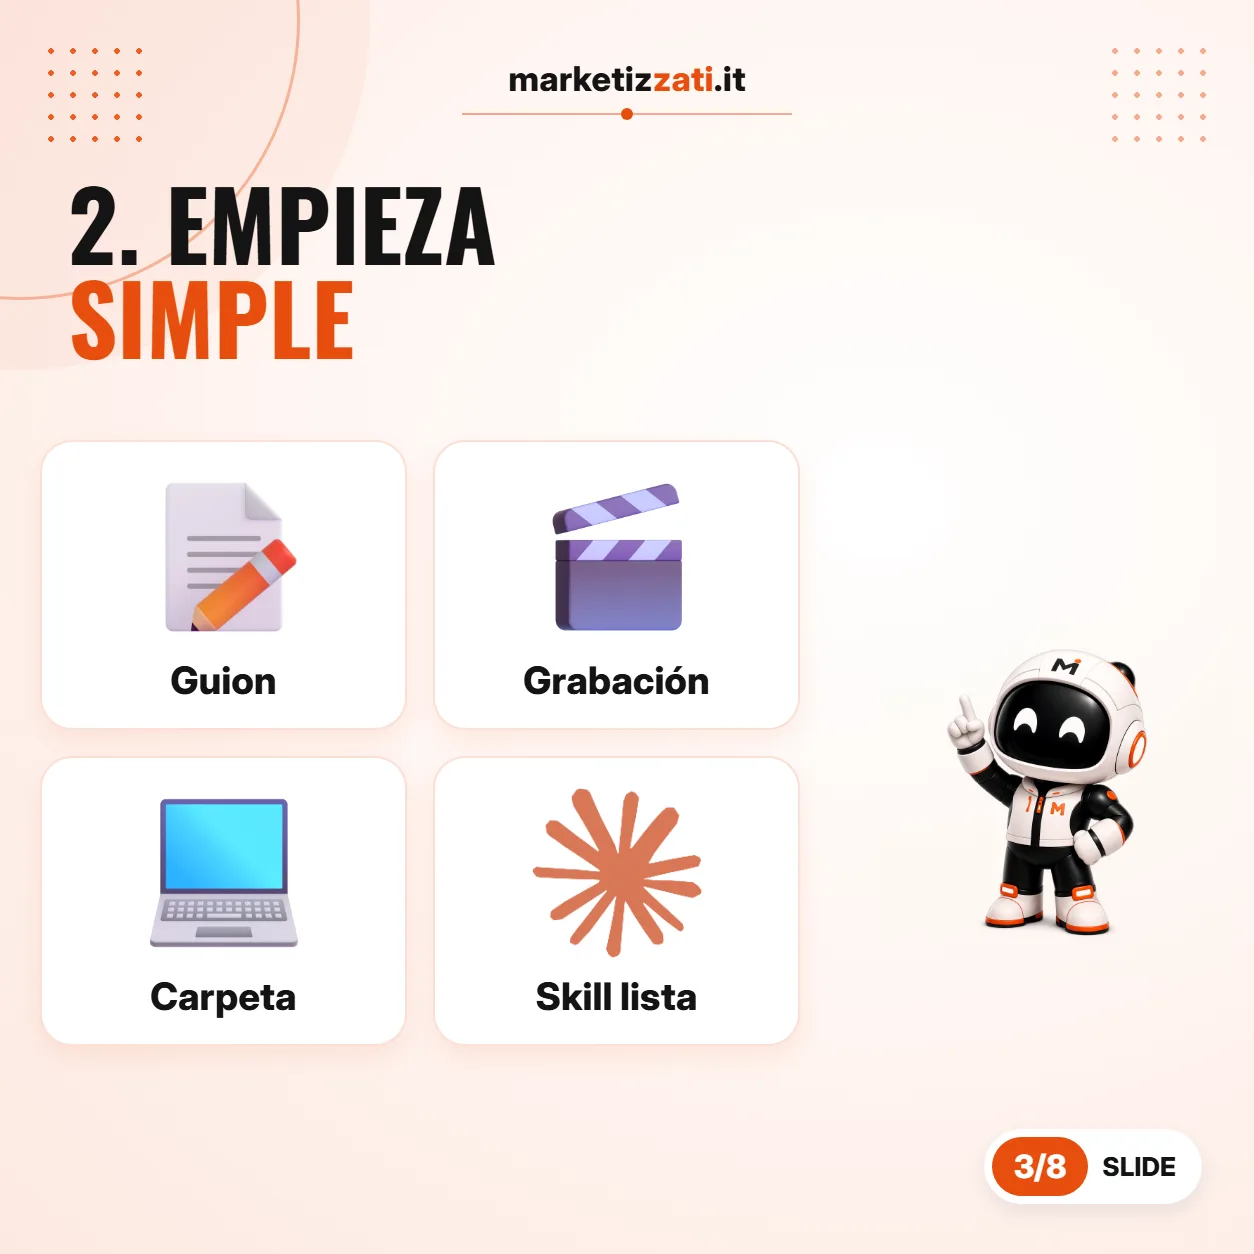 marketizzati.it
2. EMPIEZA
SIMPLE
Guion
Grabación
Carpeta
Skill lista
M
M
3/8 SLIDE